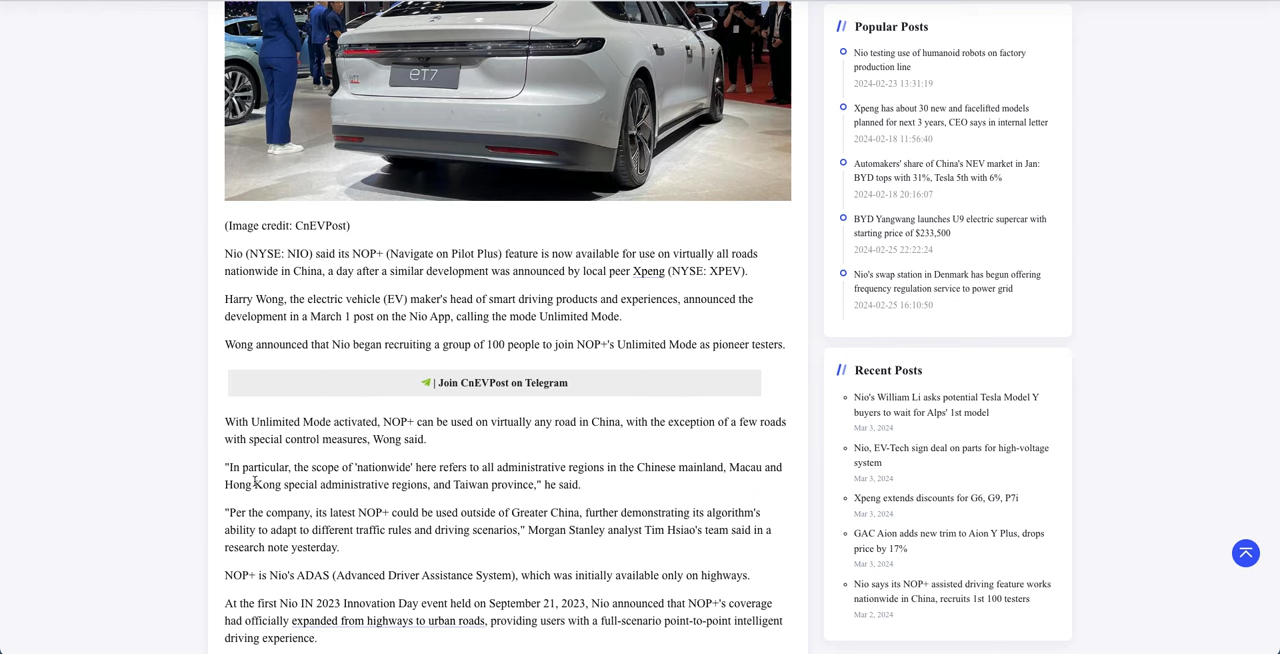 eT7
(Image credit: CnEVPost)
Nio (NYSE: NIO) said its NOP+ (Navigate on Pilot Plus) feature is now available for use on virtually all roads
nationwide in China, a day after a similar development was announced by local peer Xpeng (NYSE: XPEV).
Harry Wong, the electric vehicle (EV) maker's head of smart driving products and experiences, announced the
development in a March 1 post on the Nio App, calling the mode Unlimited Mode.
Wong announced that Nio began recruiting a group of 100 people to join NOP+'s Unlimited Mode as pioneer testers.
| Join CnEVPost on Telegram
With Unlimited Mode activated, NOP+ can be used on virtually any road in China, with the exception of a few roads
with special control measures, Wong said.
"In particular, the scope of 'nationwide' here refers to all administrative regions in the Chinese mainland, Macau and
Hong Kong special administrative regions, and Taiwan province," he said.
"Per the company, its latest NOP+ could be used outside of Greater China, further demonstrating its algorithm's
ability to adapt to different traffic rules and driving scenarios," Morgan Stanley analyst Tim Hsiao's team said in a
research note yesterday.
NOP+ is Nio's ADAS (Advanced Driver Assistance System), which was initially available only on highways.
At the first Nio IN 2023 Innovation Day event held on September 21, 2023, Nio announced that NOP+'s coverage
had officially expanded from highways to urban roads, providing users with a full-scenario point-to-point intelligent
driving experience.
Popular Posts
Nio testing use of humanoid robots on factory
production line
2024-02-23 13:31:19
Xpeng has about 30 new and facelifted models
planned for next 3 years, CEO says in internal letter
2024-02-18 11:56:40
Automakers' share of China's NEV market in Jan:
BYD tops with 31%, Tesla 5th with 6%
2024-02-18 20:16:07
BYD Yangwang launches U9 electric supercar with
starting price of $233,500
2024-02-25 22:22:24
Nio's swap station in Denmark has begun offering
frequency regulation service to power grid
2024-02-25 16:10:50
Recent Posts
Nio's William Li asks potential Tesla Model Y
buyers to wait for Alps' 1st model
Mar 3, 2024
Nio, EV-Tech sign deal on parts for high-voltage
system
Mar 3, 2024
Xpeng extends discounts for G6, G9, P7i
Mar 3, 2024
GAC Aion adds new trim to Aion Y Plus, drops
price by 17%
Mar 3, 2024
Nio says its NOP+ assisted driving feature works
nationwide in China, recruits 1st 100 testers
Mar 2, 2024